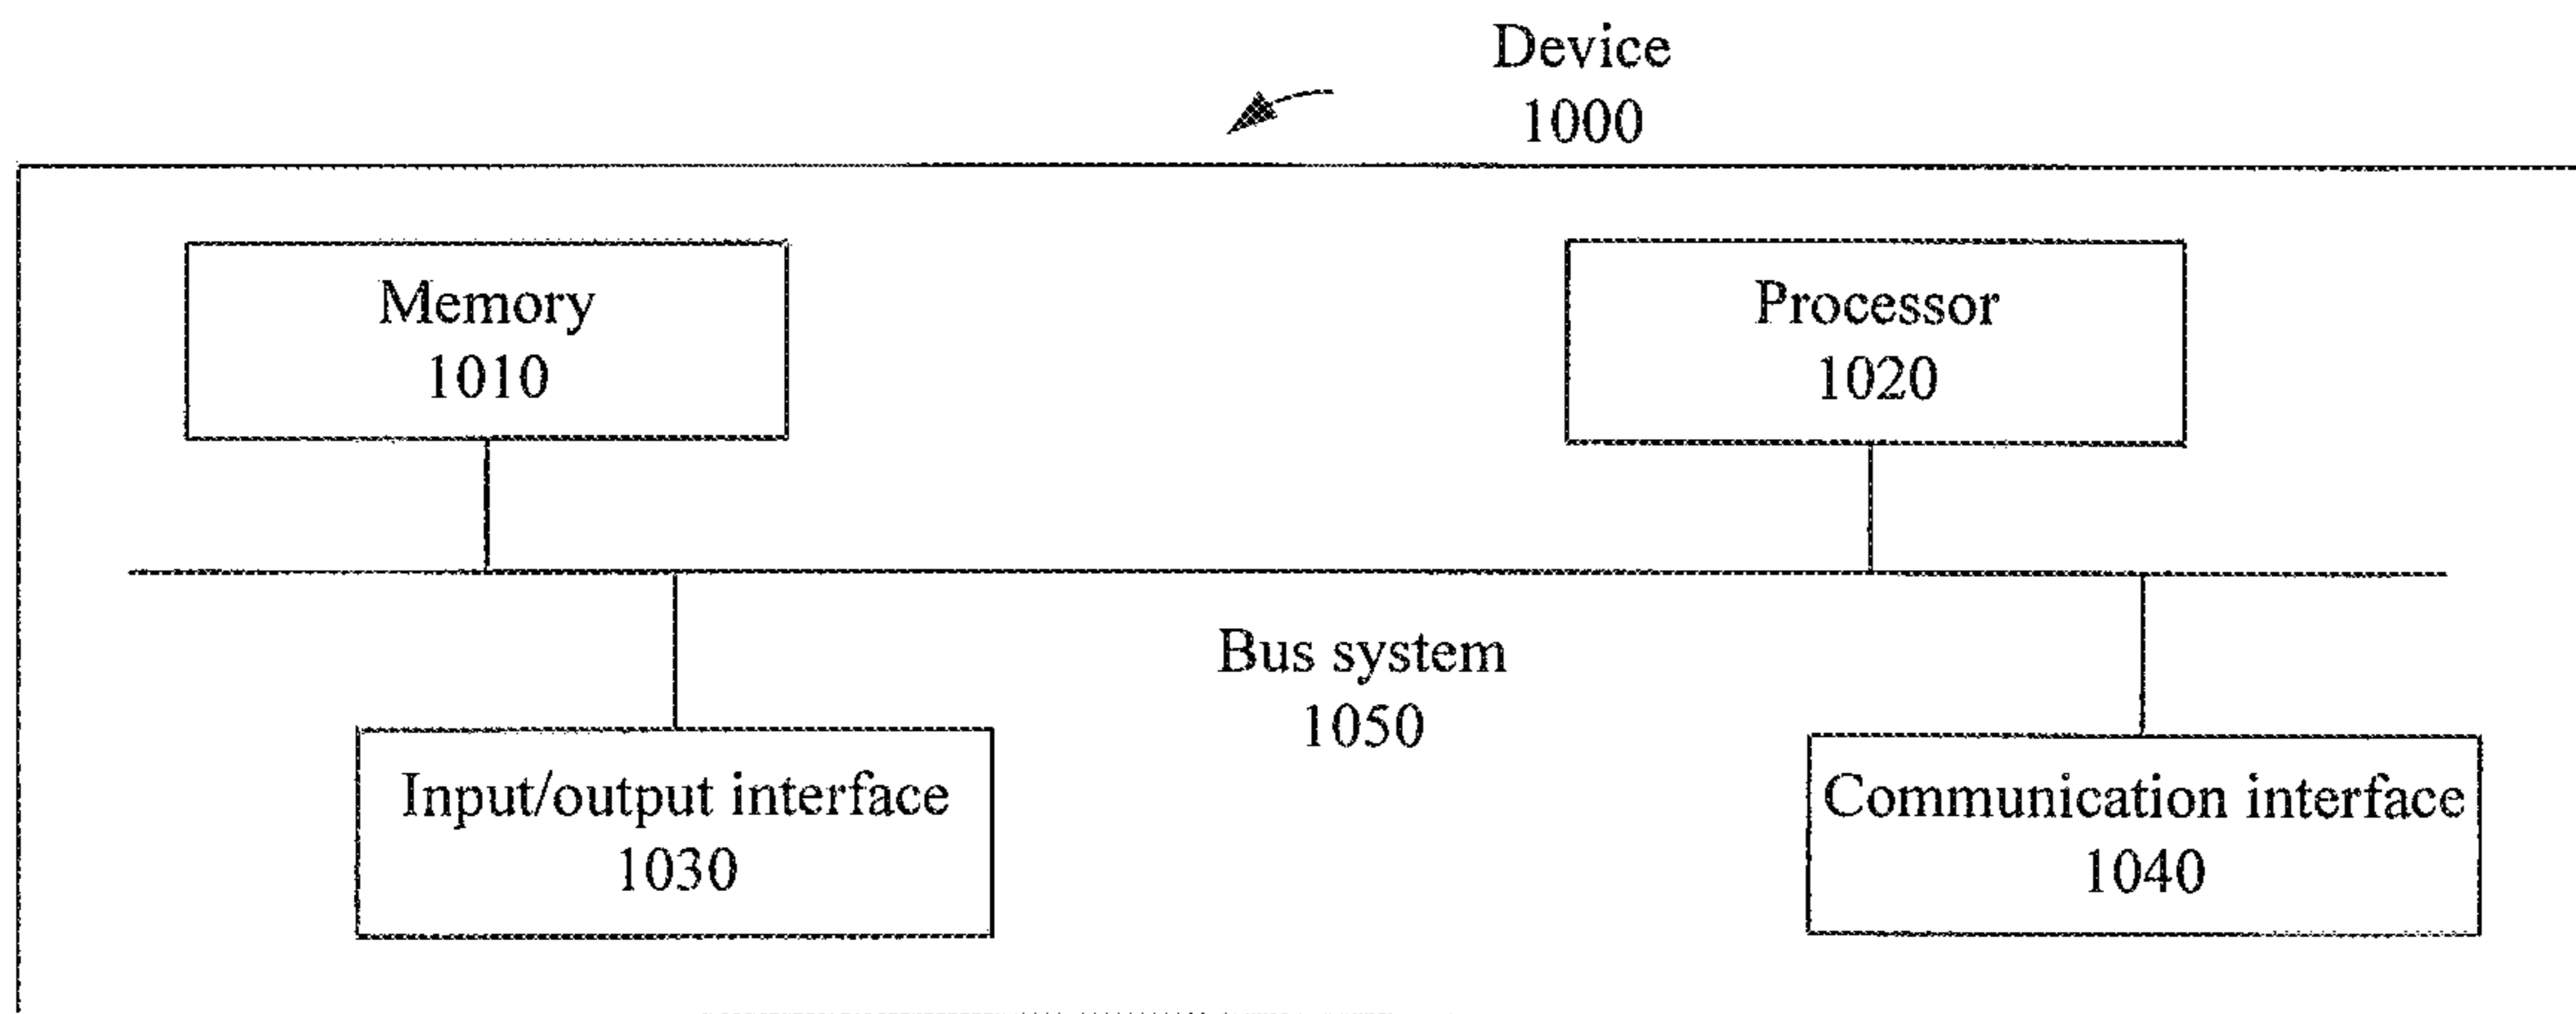 Device
1000
Memory
1010
Processor
1020
Bus system
1050
Input/output interface
1030
Communication interface
1040